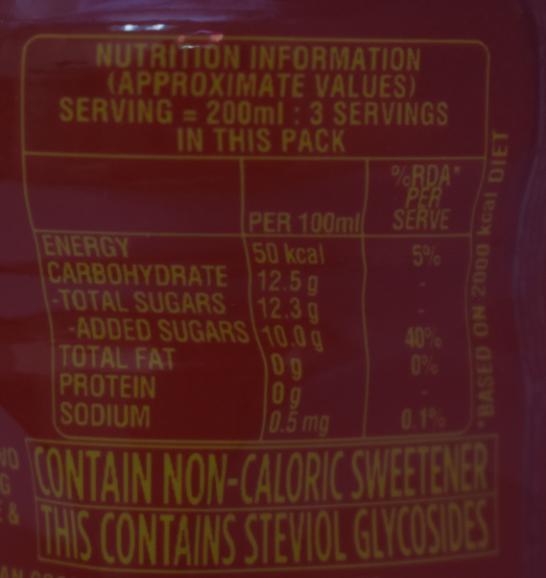 NUTRITION INFORMATION
(APPROXIMATE VALUES)
SERVING = 200ml : 3 SERVINGS
IN THIS PACK
PER 100ml %RDA* PER SERVE
ENERGY 50 kcal 5%
CARBOHYDRATE 12.5 g -
-TOTAL SUGARS 12.3 g -
-ADDED SUGARS 10.0 g 40%
TOTAL FAT 0 g 0%
PROTEIN 0 g -
SODIUM 0.5 mg 0.1%
*BASED ON 2000 kcal DIET
CONTAIN NON-CALORIC SWEETENER
THIS CONTAINS STEVIOL GLYCOSIDES